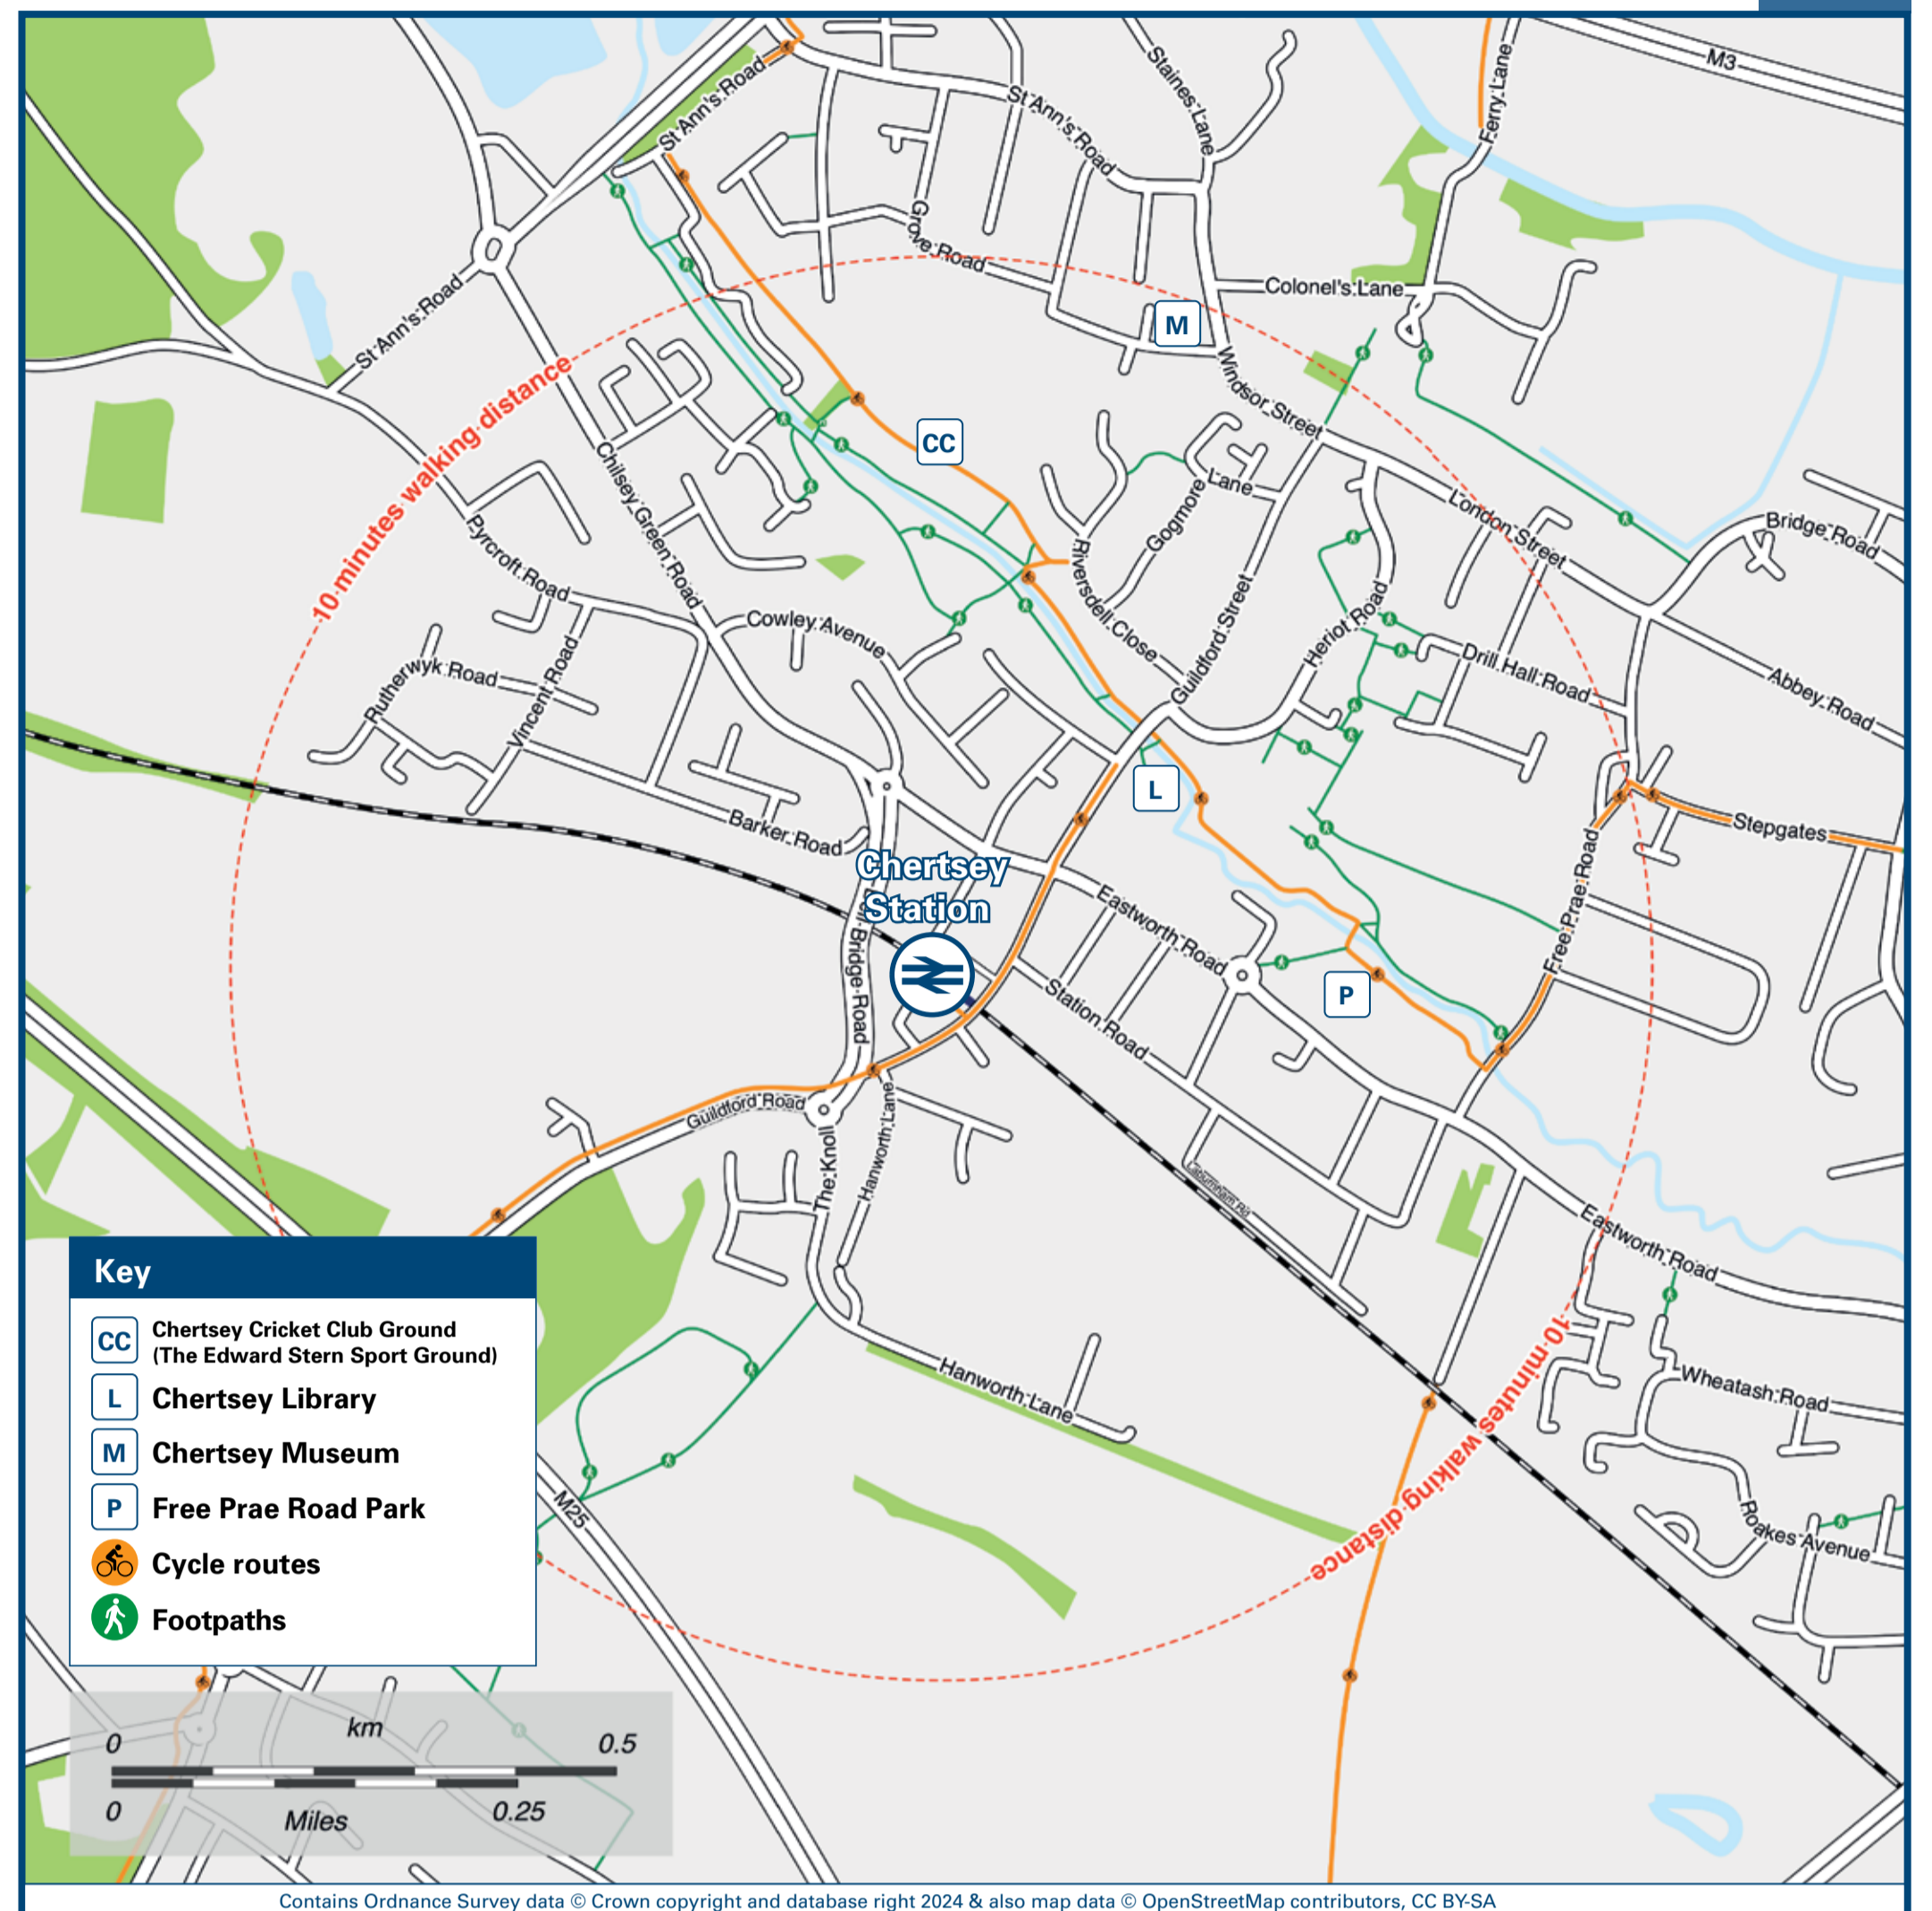 M3
Ferry Lane
Staines Lane
St Ann's Road
St Ann's Road
Grove Road
Colonel's Lane
M
St Ann's Road
10 minutes walking distance
Windsor Street
CC
Chilsey Green Road
Gogmore Lane
London Street
Bridge Road
Pyrcroft Road
Riversdell Close
Guildford Street
Heriot Road
Cowley Avenue
Drill Hall Road
Abbey Road
Rutherwyk Road
Vincent Road
L
Barker Road
Stepgates
Chertsey
Station
Eastworth Road
Free Prae Road
Bridge Road
P
Station Road
Guildford Road
The Knoll
Hanworth Lane
Laburnham Rd
Eastworth Road
10 minutes walking distance
Wheatash Road
Hanworth Lane
Roakes Avenue
M25
Key
CC Chertsey Cricket Club Ground
(The Edward Stern Sport Ground)
L Chertsey Library
M Chertsey Museum
P Free Prae Road Park
Cycle routes
Footpaths
km
0 0.5
0 Miles 0.25
Contains Ordnance Survey data © Crown copyright and database right 2024 & also map data © OpenStreetMap contributors, CC BY-SA